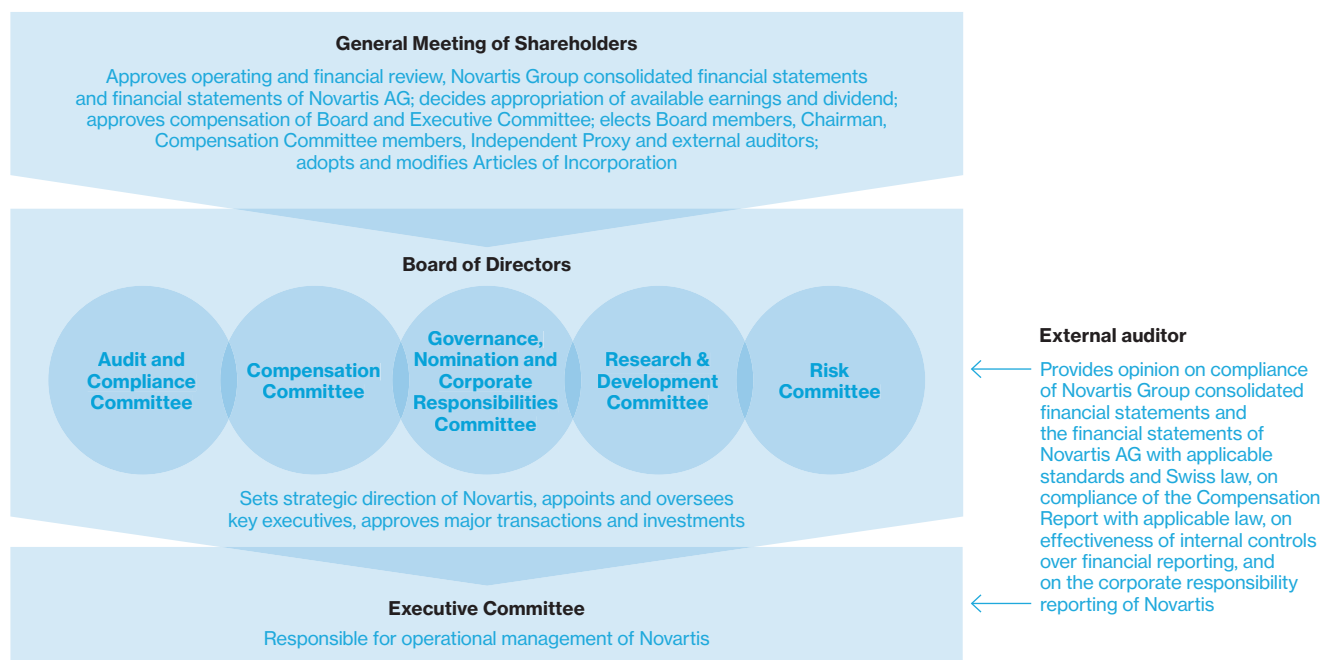 General Meeting of Shareholders
Approves operating and financial review, Novartis Group consolidated financial statements
and financial statements of Novartis AG; decides appropriation of available earnings and dividend;
approves compensation of Board and Executive Committee; elects Board members, Chairman,
Compensation Committee members, Independent Proxy and external auditors;
adopts and modifies Articles of Incorporation
Board of Directors
Audit and
Compliance
Committee
Compensation
Committee
Governance,
Nomination and
Corporate
Responsibilities
Committee
Research &
Development
Committee
Risk
Committee
Sets strategic direction of Novartis, appoints and oversees
key executives, approves major transactions and investments
Executive Committee
Responsible for operational management of Novartis
External auditor
Provides opinion on compliance
of Novartis Group consolidated
financial statements and
the financial statements of
Novartis AG with applicable
standards and Swiss law, on
compliance of the Compensation
Report with applicable law, on
effectiveness of internal controls
over financial reporting, and
on the corporate responsibility
reporting of Novartis